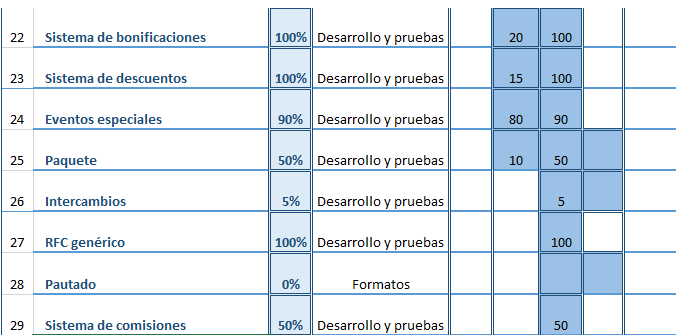 22 Sistema de bonificaciones 100% Desarrollo y pruebas 20 100
23 Sistema de descuentos 100% Desarrollo y pruebas 15 100
24 Eventos especiales 90% Desarrollo y pruebas 80 90
25 Paquete 50% Desarrollo y pruebas 10 50
26 Intercambios 5% Desarrollo y pruebas 5
27 RFC genérico 100% Desarrollo y pruebas 100
28 Pautado 0% Formatos
29 Sistema de comisiones 50% Desarrollo y pruebas 50